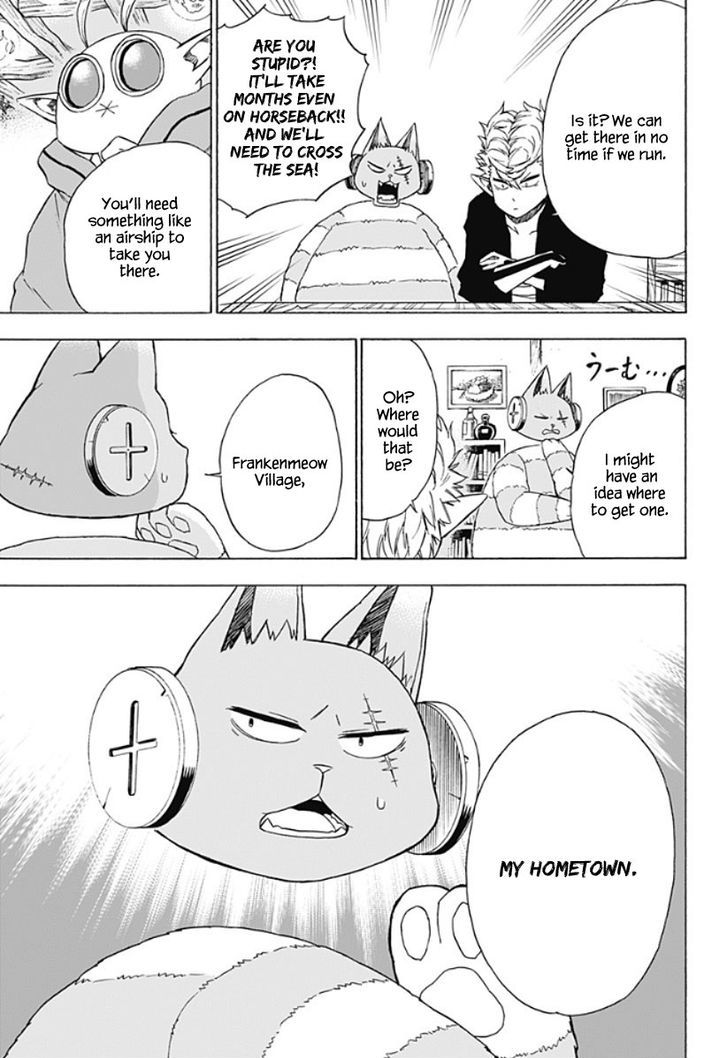 Is it? We can
get there in no
time if we run.
ARE YOU
STUPID?!
IT'LL TAKE
MONTHS EVEN
ON HORSEBACK!!
AND WE'LL
NEED TO CROSS
THE SEA!
You'll need
something like
an airship to
take you
there.
うーむ...
I might
have an
idea where
to get one.
Oh?
Where
would
that
be?
Frankenmeow
Village,
MY HOMETOWN.